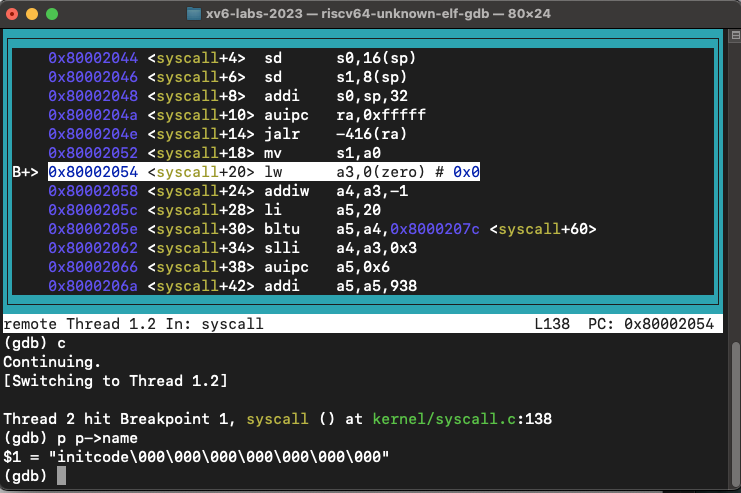 xv6-labs-2023 — riscv64-unknown-elf-gdb — 80×24
0x80002044 <syscall+4> sd s0,16(sp)
0x80002046 <syscall+6> sd s1,8(sp)
0x80002048 <syscall+8> addi s0,sp,32
0x8000204a <syscall+10> auipc ra,0xfffff
0x8000204e <syscall+14> jalr -416(ra)
0x80002052 <syscall+18> mv s1,a0
B+> 0x80002054 <syscall+20> lw a3,0(zero) # 0x0
0x80002058 <syscall+24> addiw a4,a3,-1
0x8000205c <syscall+28> li a5,20
0x8000205e <syscall+30> bltu a5,a4,0x8000207c <syscall+60>
0x80002062 <syscall+34> slli a4,a3,0x3
0x80002066 <syscall+38> auipc a5,0x6
0x8000206a <syscall+42> addi a5,a5,938
remote Thread 1.2 In: syscall L138 PC: 0x80002054
(gdb) c
Continuing.
[Switching to Thread 1.2]
Thread 2 hit Breakpoint 1, syscall () at kernel/syscall.c:138
(gdb) p p->name
$1 = "initcode\000\000\000\000\000\000\000"
(gdb)